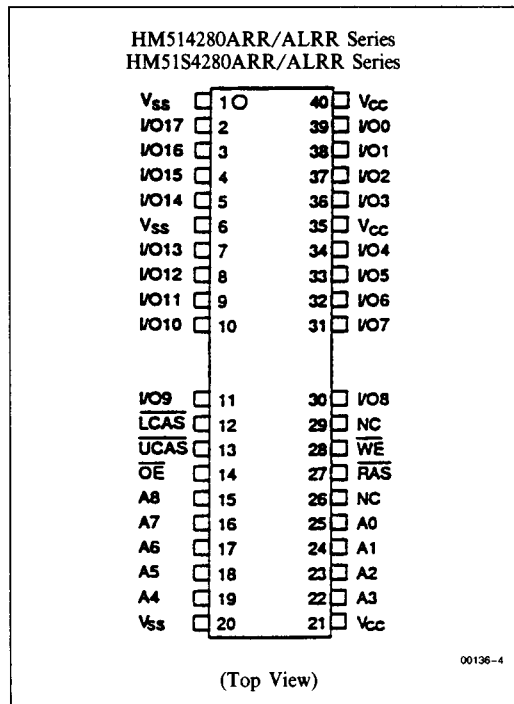 HM514280ARR/ALRR Series
HM51S4280ARR/ALRR Series
VSS 1 40 VCC
I/O17 2 39 I/O0
I/O16 3 38 I/O1
I/O15 4 37 I/O2
I/O14 5 36 I/O3
VSS 6 35 VCC
I/O13 7 34 I/O4
I/O12 8 33 I/O5
I/O11 9 32 I/O6
I/O10 10 31 I/O7
I/O9 11 30 I/O8
LCAS 12 29 NC
UCAS 13 28 WE
OE 14 27 RAS
A8 15 26 NC
A7 16 25 A0
A6 17 24 A1
A5 18 23 A2
A4 19 22 A3
VSS 20 21 VCC
00136-4
(Top View)